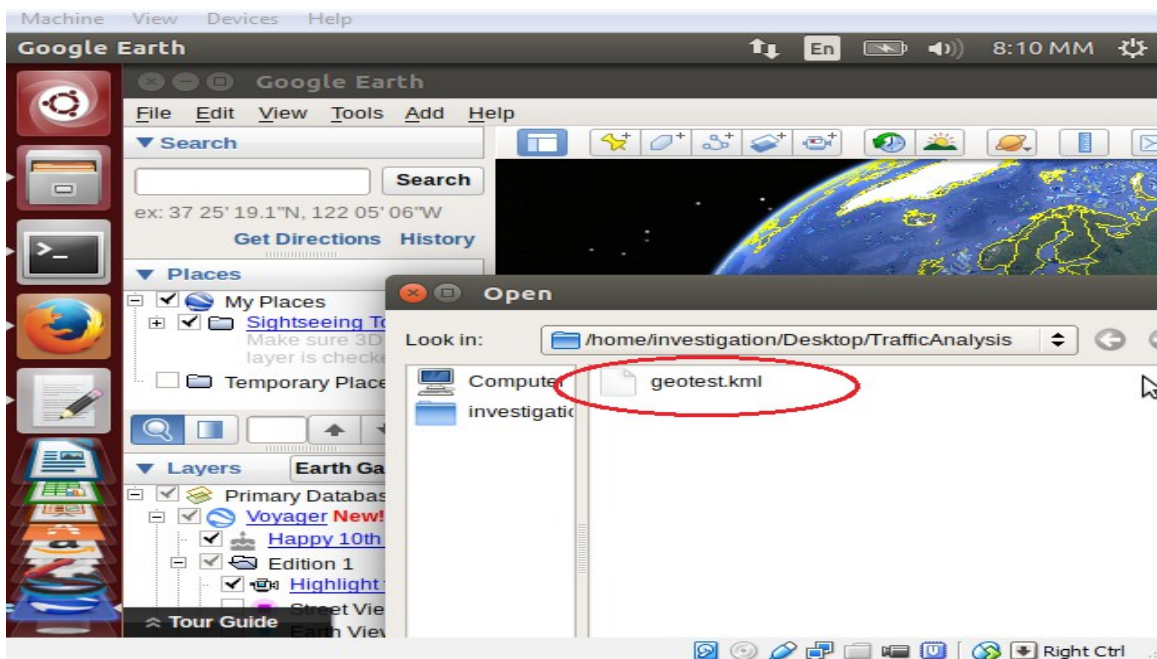 Machine View Devices Help
Google Earth En 8:10 MM
Google Earth
File Edit View Tools Add Help
Search
Search
ex: 37 25' 19.1"N, 122 05' 06"W
Get Directions History
Places
My Places
Sightseeing To
Make sure 3D
layer is checke
Temporary Place
Open
Look in: /home/investigation/Desktop/TrafficAnalysis
Computer
investigatio
geotest.kml
Layers Earth Ga
Primary Databas
Voyager New!
Happy 10th
Edition 1
Highlight
Street Vie
Earth View
Tour Guide
Right Ctrl